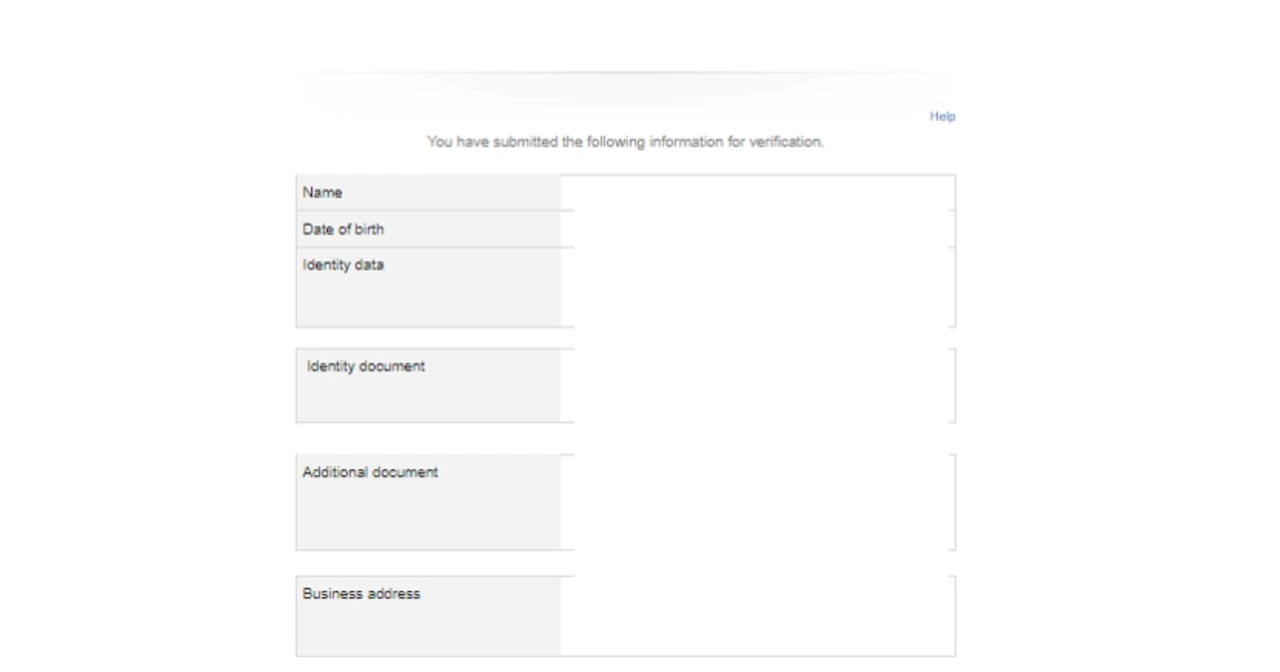 Help
You have submitted the following information for verification.
Name
Date of birth
Identity data
Identity document
Additional document
Business address